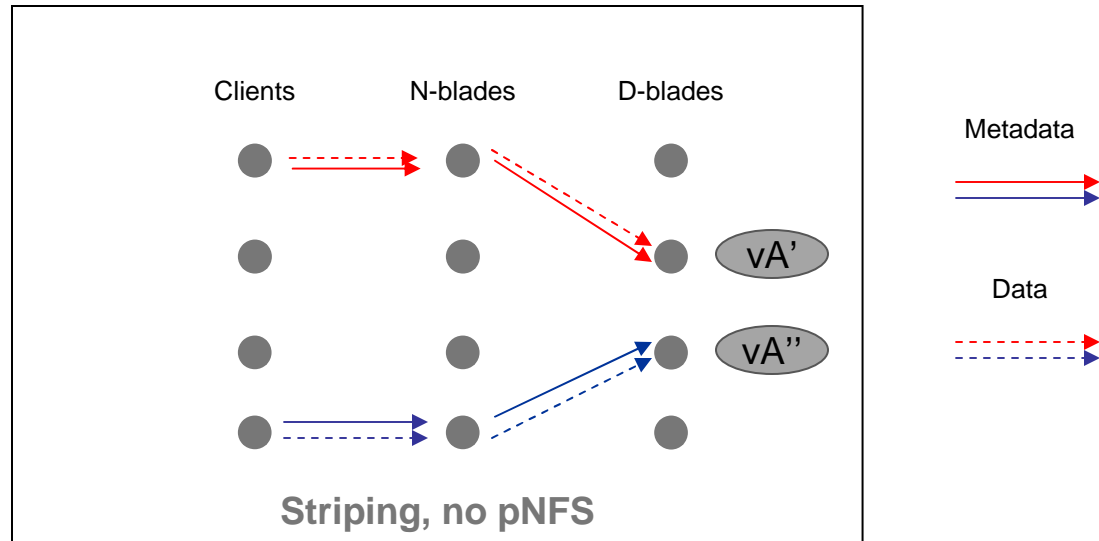 Clients N-blades D-blades
Metadata
vA’
Data
vA’’
Striping, no pNFS